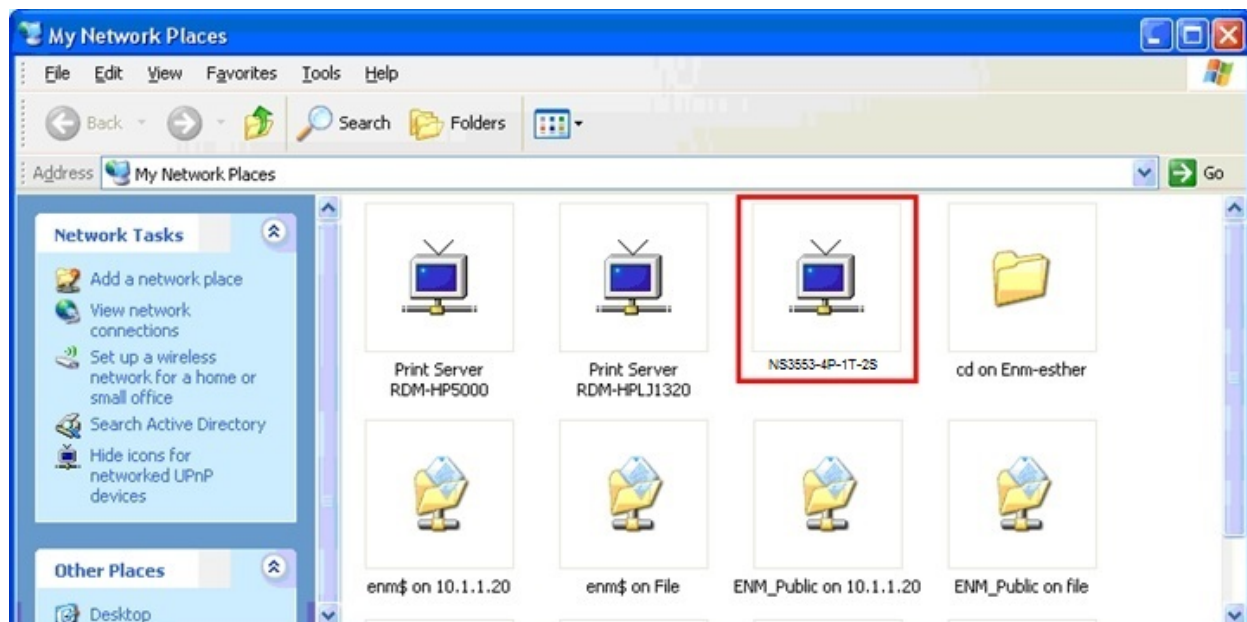 My Network Places
File Edit View Favorites Tools Help
Back Search Folders
Address My Network Places Go
Network Tasks
Add a network place
View network
connections
Set up a wireless
network for a home or
small office
Search Active Directory
Hide icons for
networked UPnP
devices
Other Places
Desktop
Print Server
RDM-HP5000
Print Server
RDM-HPLJ1320
NS3553-4P-1T-2S
cd on Enm-esther
enm$ on 10.1.1.20
enm$ on File
ENM_Public on 10.1.1.20
ENM_Public on file